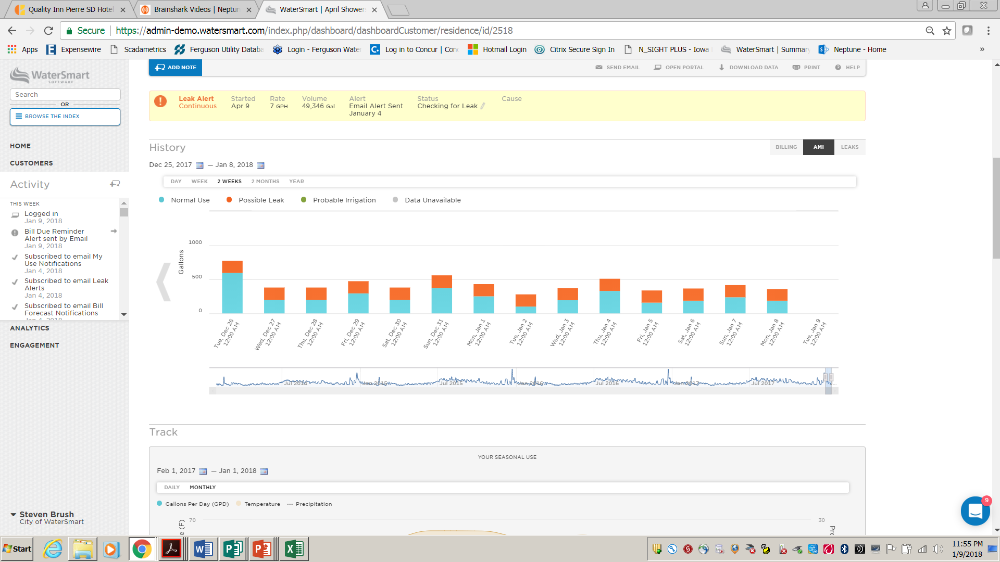 Quality Inn Pierre SD Hotel
Brainshark Videos | Neptun
WaterSmart | April Shower
Secure https://admin-demo.watersmart.com/index.php/dashboard/dashboardCustomer/residence/id/2518
Apps Expensewire Scadametrics Ferguson Utility Databa Login - Ferguson Wate Log in to Concur | Conc Hotmail Login Citrix Secure Sign In N_SIGHT PLUS - Iowa WaterSmart | Summary Neptune - Home »
WaterSmart
SOFTWARE
Search
OR
BROWSE THE INDEX
HOME
CUSTOMERS
Activity
THIS WEEK
Logged in
Jan 9, 2018
Bill Due Reminder
Alert sent by Email
Jan 9, 2018
Subscribed to email My
Use Notifications
Jan 4, 2018
Subscribed to email Leak
Alerts
Jan 4, 2018
Subscribed to email Bill
Forecast Notifications
Jan 4, 2018
ANALYTICS
ENGAGEMENT
Steven Brush
City of WaterSmart
ADD NOTE
SEND EMAIL OPEN PORTAL DOWNLOAD DATA PRINT HELP
Leak Alert Started Rate Volume Alert Status Cause
Continuous Apr 9 7 GPH 49,346 Gal Email Alert Sent Checking for Leak
January 4
History
BILLING AMI LEAKS
Dec 25, 2017 — Jan 8, 2018
DAY WEEK 2 WEEKS 2 MONTHS YEAR
Normal Use Possible Leak Probable Irrigation Data Unavailable
Gallons
1000
500
0
Tue, Dec 26
12:00 AM
Wed, Dec 27
12:00 AM
Thu, Dec 28
12:00 AM
Fri, Dec 29
12:00 AM
Sat, Dec 30
12:00 AM
Sun, Dec 31
12:00 AM
Mon, Jan 1
12:00 AM
Tue, Jan 2
12:00 AM
Wed, Jan 3
12:00 AM
Thu, Jan 4
12:00 AM
Fri, Jan 5
12:00 AM
Sat, Jan 6
12:00 AM
Sun, Jan 7
12:00 AM
Mon, Jan 8
12:00 AM
Tue, Jan 9
12:00 AM
Jul 2014 Jan 2015 Jul 2015 Jan 2016 Jul 2016 Jan 2017 Jul 2017 ...
Track
YOUR SEASONAL USE
Feb 1, 2017 — Jan 1, 2018
DAILY MONTHLY
Gallons Per Day (GPD) Temperature --- Precipitation
70
30
e (F)
Pre
9
Start
11:55 PM
1/9/2018